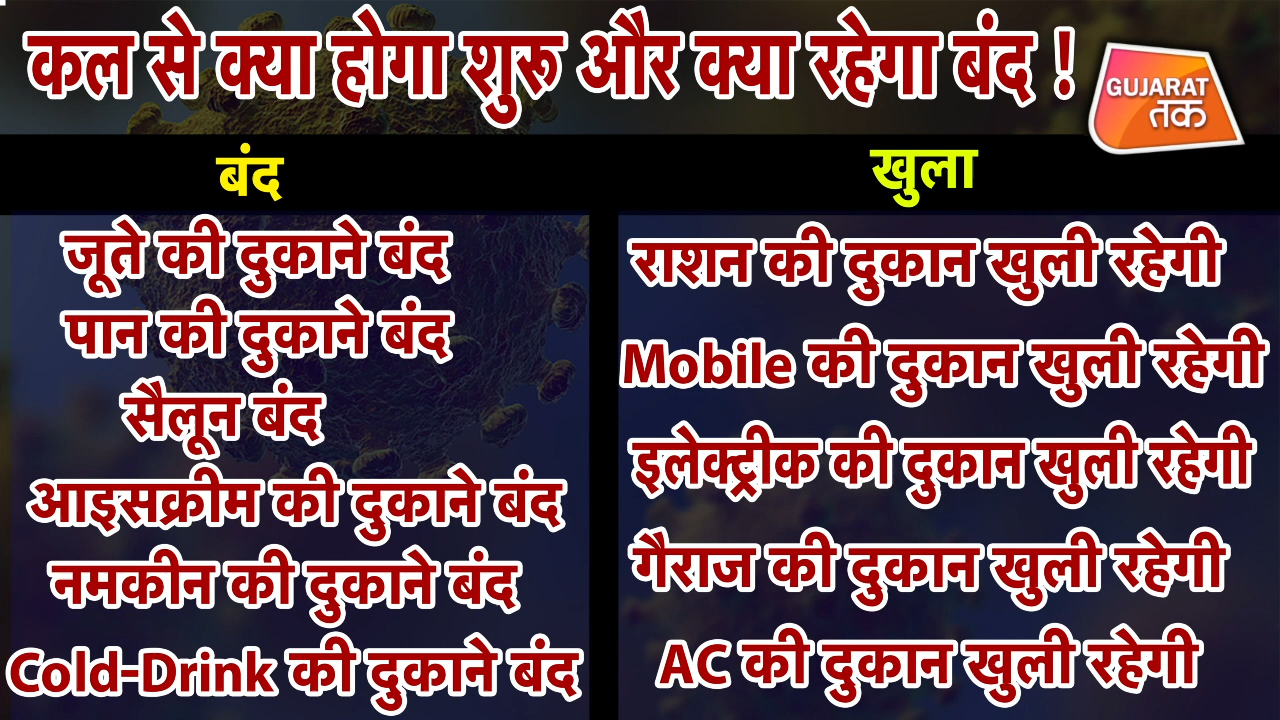 कल से क्या होगा शुरू और क्या रहेगा बंद !
GUJARAT
तक
बंद
जूते की दुकाने बंद
पान की दुकाने बंद
सैलून बंद
आइसक्रीम की दुकाने बंद
नमकीन की दुकाने बंद
Cold-Drink की दुकाने बंद
खुला
राशन की दुकान खुली रहेगी
Mobile की दुकान खुली रहेगी
इलेक्ट्रीक की दुकान खुली रहेगी
गैराज की दुकान खुली रहेगी
AC की दुकान खुली रहेगी